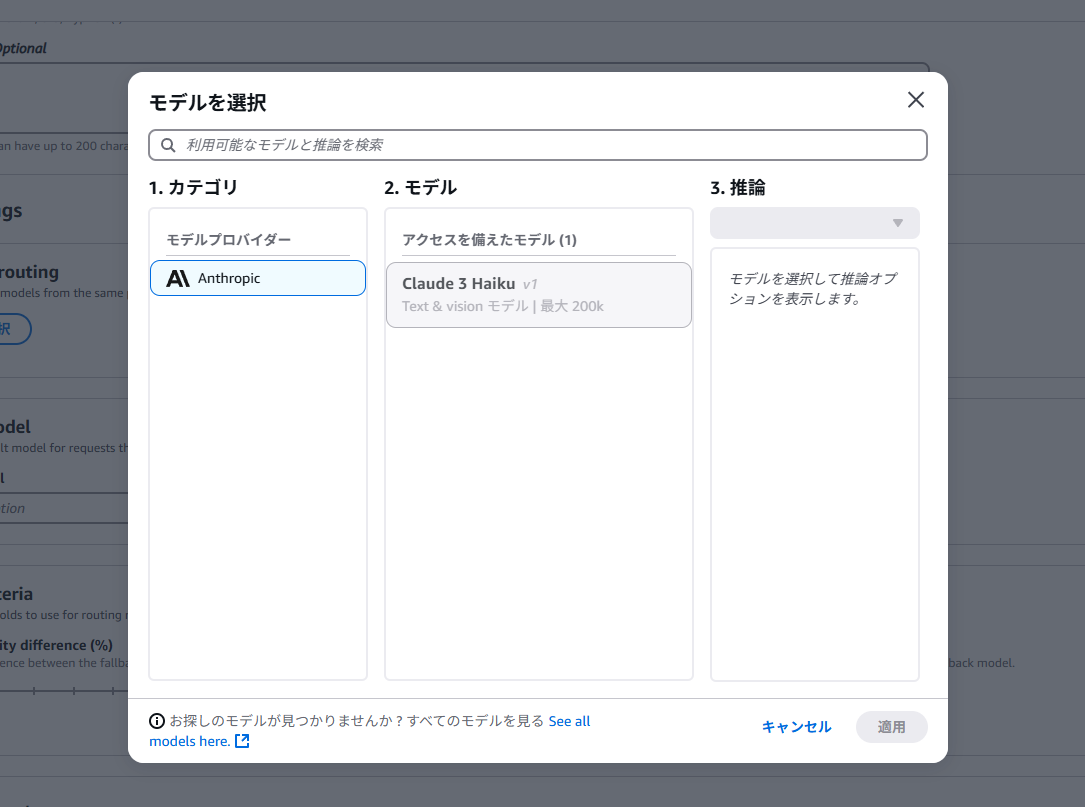 Optional
モデルを選択
an have up to 200 chara
利用可能なモデルと推論を検索
1. カテゴリ
2. モデル
3. 推論
gs
モデルプロバイダー
アクセスを備えたモデル (1)
routing
Anthropic
Claude 3 Haiku v1
モデルを選択して推論オプ
ションを表示します。
models from the same
Text & vision モデル | 最大 200k
択
odel
lt model for requests th
l
tion
teria
olds to use for routing
ity difference (%)
ence between the fallba
back model.
お探しのモデルが見つかりませんか ? すべてのモデルを見る See all
models here.
キャンセル
適用